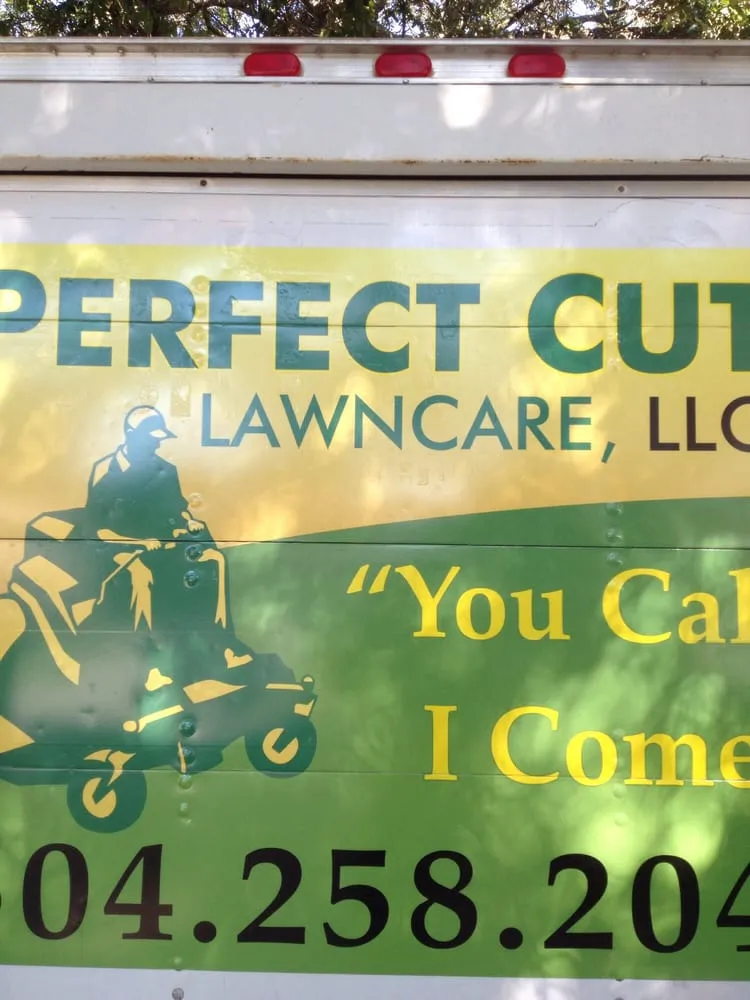 PERFECT CUT
LAWNCARE, LLC
“You Cal
I Come
04.258.204